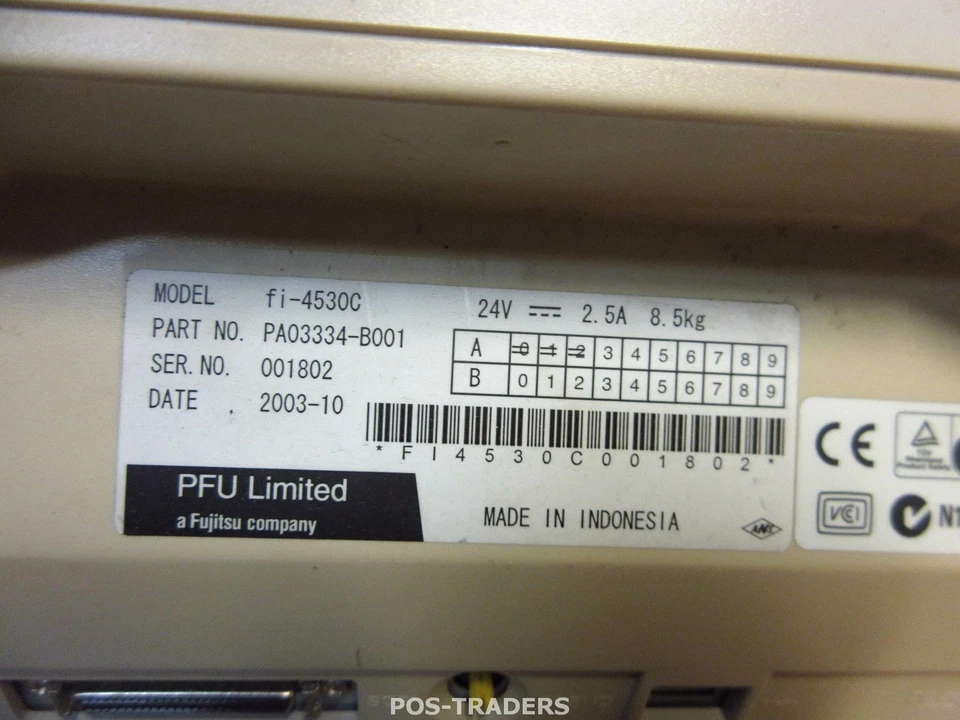 MODEL fi-4530C
24V 2.5A 8.5kg
PART NO. PA03334-B001
A 0 1 2 3 4 5 6 7 8 9
B 0 1 2 3 4 5 6 7 8 9
SER.NO. 001802
DATE 2003-10
*FI4530C001802*
PFU Limited
a Fujitsu company
MADE IN INDONESIA
CE
VCI
N1
POS-TRADERS